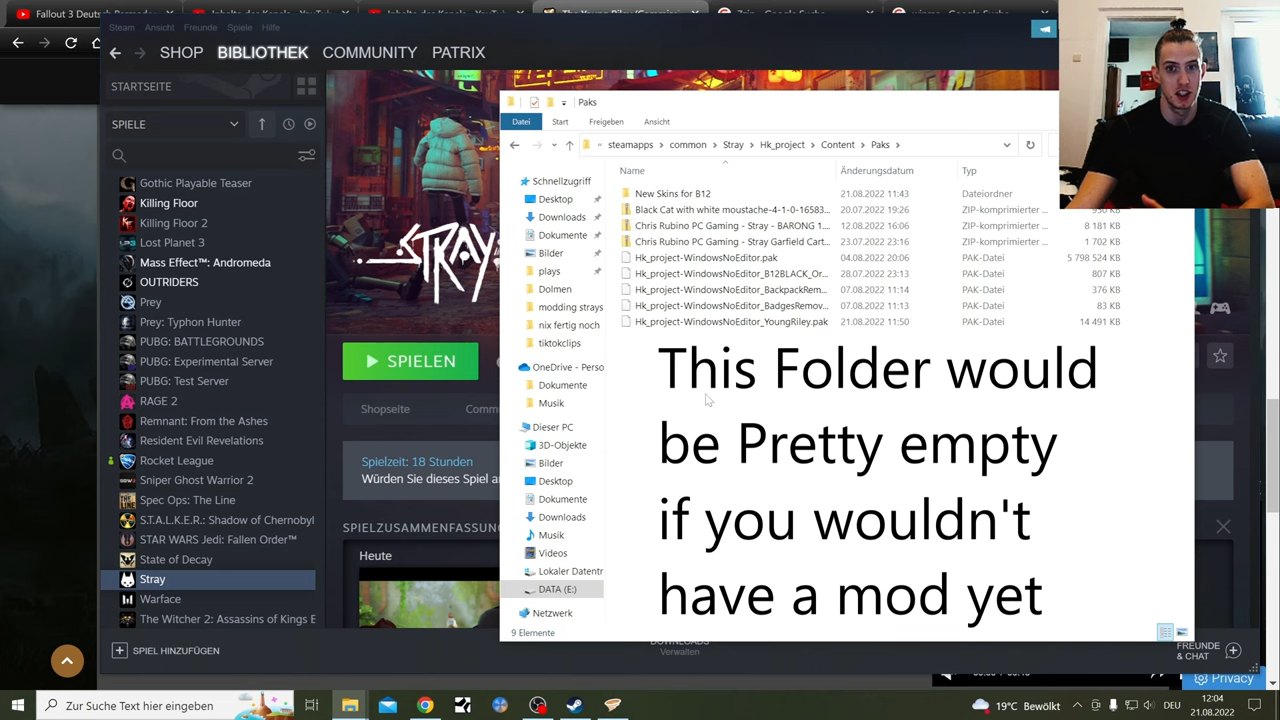 Fallout 3 Deutsch
Steam Ansicht Freunde Spiele Hilfe
SHOP BIBLIOTHEK COMMUNITY PATRIX
STARTSEITE
SPIELE
Gothic Playable Teaser
Killing Floor
Killing Floor 2
Lost Planet 3
Mass Effect™: Andromeda
OUTRIDERS
Prey
Prey: Typhon Hunter
PUBG: BATTLEGROUNDS
PUBG: Experimental Server
PUBG: Test Server
RAGE 2
Remnant: From the Ashes
Resident Evil Revelations
Rocket League
Sniper Ghost Warrior 2
Spec Ops: The Line
S.T.A.L.K.E.R.: Shadow of Chernobyl
STAR WARS Jedi: Fallen Order™
State of Decay
Stray
Warface
The Witcher 2: Assassins of Kings E
SPIEL HINZUFÜGEN
STRAY
SPIELEN
Shopseite
Spielzeit: 18 Stunden
Würden Sie dieses Spiel
SPIELZUSAMMENFASSUNG
Heute
Paks
Datei Start Freigeben Ansicht
« steamapps > common > Stray > Hk_project > Content > Paks >
Schnellzugriff
Desktop
Downloads
Dokumente
Bilder
plays
Dolmen
modding strays
nix fertig noch
tiktokclips
OneDrive - Perso
Dokumente
Musik
Dieser PC
3D-Objekte
Bilder
Desktop
Dokumente
Downloads
Musik
Videos
Lokaler Datentr
DATA (E:)
Netzwerk
9 Elemente
Name Änderungsdatum Typ
New Skins for B12 21.08.2022 11:43 Dateiordner
Black Cat with white moustache-4-1-0-16583... 20.07.2022 19:26 ZIP-komprimierter ... 950 KB
Chris Rubino PC Gaming - Stray - BARONG 1.... 12.08.2022 16:06 ZIP-komprimierter ... 8 181 KB
Chris Rubino PC Gaming - Stray Garfield Cart... 23.07.2022 23:16 ZIP-komprimierter ... 1 702 KB
Hk_project-WindowsNoEditor.pak 04.08.2022 20:06 PAK-Datei 5 798 524 KB
Hk_project-WindowsNoEditor_B12BLACK_Or... 28.07.2022 23:13 PAK-Datei 807 KB
Hk_project-WindowsNoEditor_BackpackRem... 07.08.2022 11:14 PAK-Datei 376 KB
Hk_project-WindowsNoEditor_BadgesRemov... 07.08.2022 11:13 PAK-Datei 83 KB
Hk_project-WindowsNoEditor_YoungRiley.pak 21.08.2022 11:50 PAK-Datei 14 491 KB
This Folder would
be Pretty empty
if you wouldn't
have a mod yet
DOWNLOADS
Verwalten
FREUNDE
& CHAT
Privacy
Zur Suche Text hier eingeben
19°C Bewölkt
DEU
12:04
21.08.2022